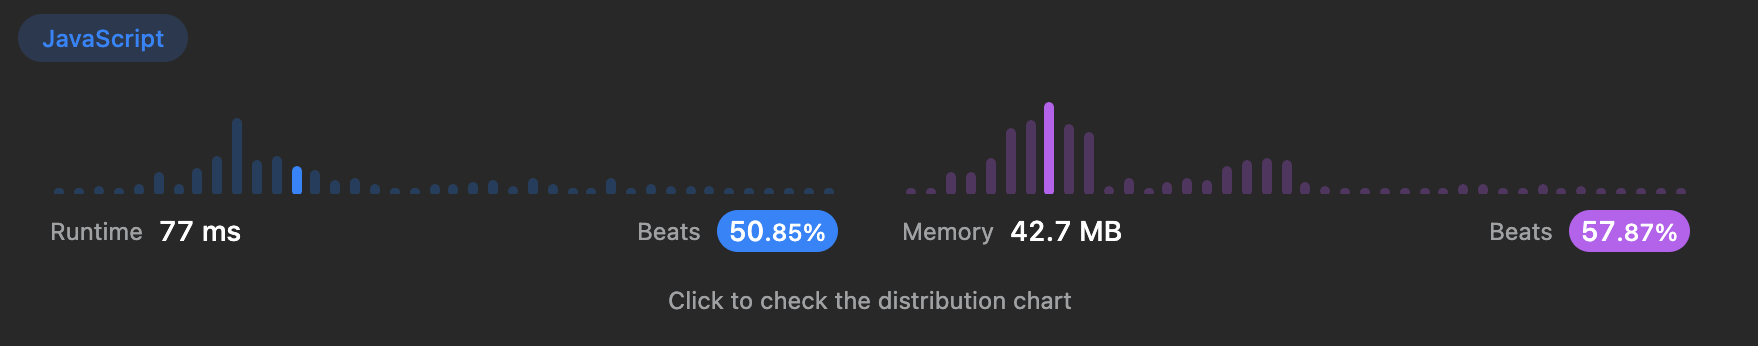 JavaScript
Runtime 77 ms Beats 50.85% Memory 42.7 MB Beats 57.87%
Click to check the distribution chart